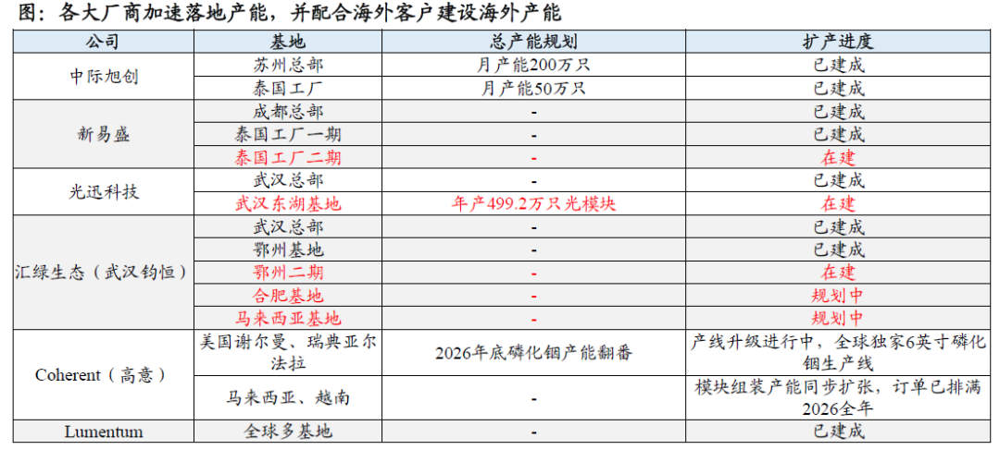 图：各大厂商加速落地产能，并配合海外客户建设海外产能
公司 基地 总产能规划 扩产进度
中际旭创 苏州总部 月产能200万只 已建成
泰国工厂 月产能50万只 已建成
新易盛 成都总部 - 已建成
泰国工厂一期 - 已建成
泰国工厂二期 - 在建
光迅科技 武汉总部 - 已建成
武汉东湖基地 年产499.2万只光模块 在建
汇绿生态（武汉钧恒） 武汉总部 - 已建成
鄂州基地 - 已建成
鄂州二期 - 在建
合肥基地 - 规划中
马来西亚基地 - 规划中
Coherent（高意） 美国谢尔曼、瑞典亚尔
法拉 2026年底磷化铟产能翻番 产线升级进行中，全球独家6英寸磷化
铟生产线
马来西亚、越南 - 模块组装产能同步扩张，订单已排满
2026全年
Lumentum 全球多基地 - 已建成